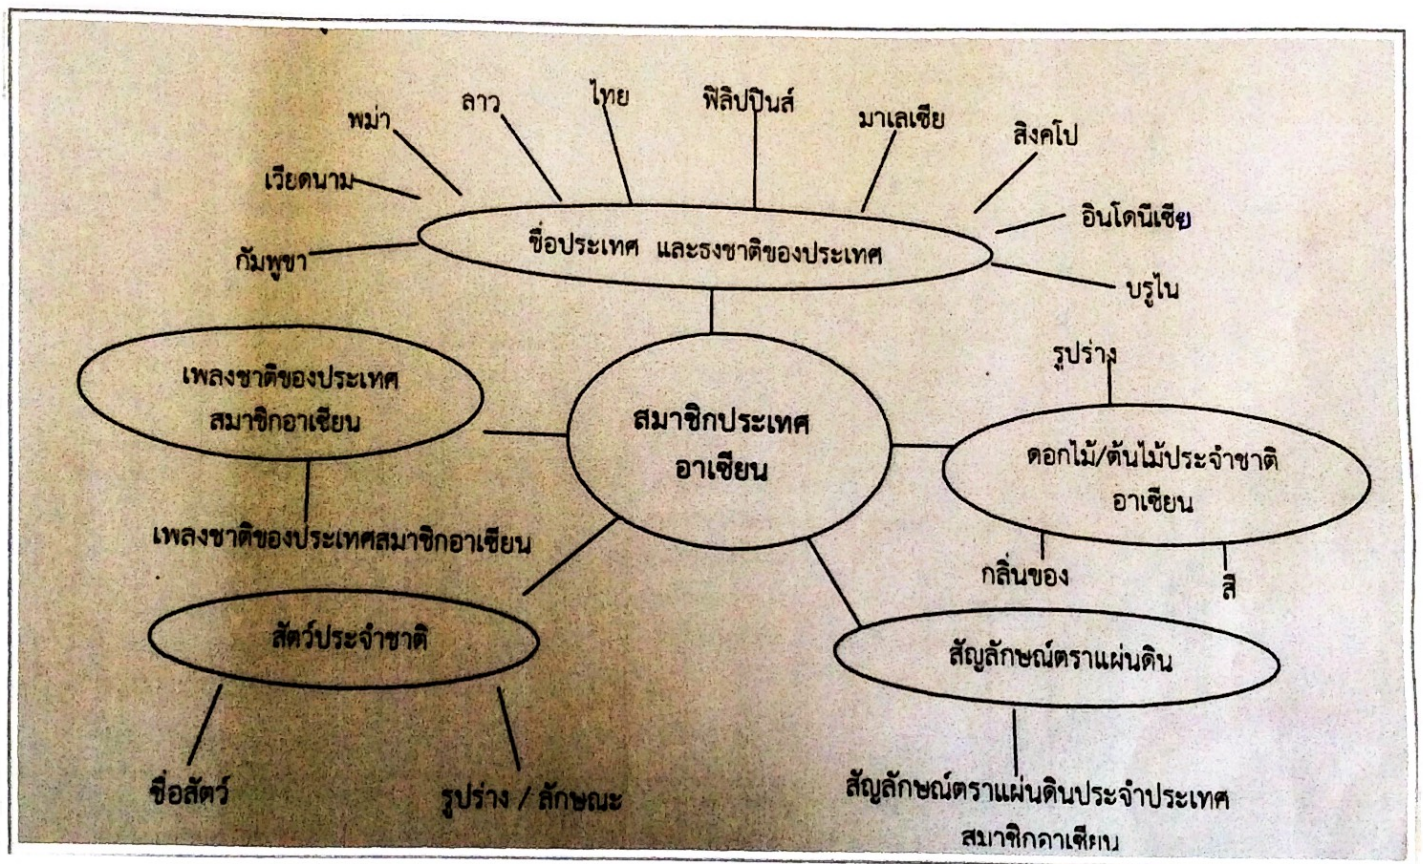 ไทย
ฟิลิปปินส์
ลาว
พม่า
มาเลเซีย
สิงคโป
เวียดนาม
อินโดนีเซีย
กัมพูชา
ชื่อประเทศ และธงชาติของประเทศ
บรูไน
รูปร่าง
เพลงชาติของประเทศ
สมาชิกอาเซียน
สมาชิกประเทศ
อาเซียน
ดอกไม้/ต้นไม้ประจำชาติ
อาเซียน
เพลงชาติของประเทศสมาชิกอาเซียน
กลิ่นของ
สี
สัตว์ประจำชาติ
สัญลักษณ์ตราแผ่นดิน
ชื่อสัตว์
รูปร่าง / ลักษณะ
สัญลักษณ์ตราแผ่นดินประจำประเทศ
สมาชิกอาเซียน